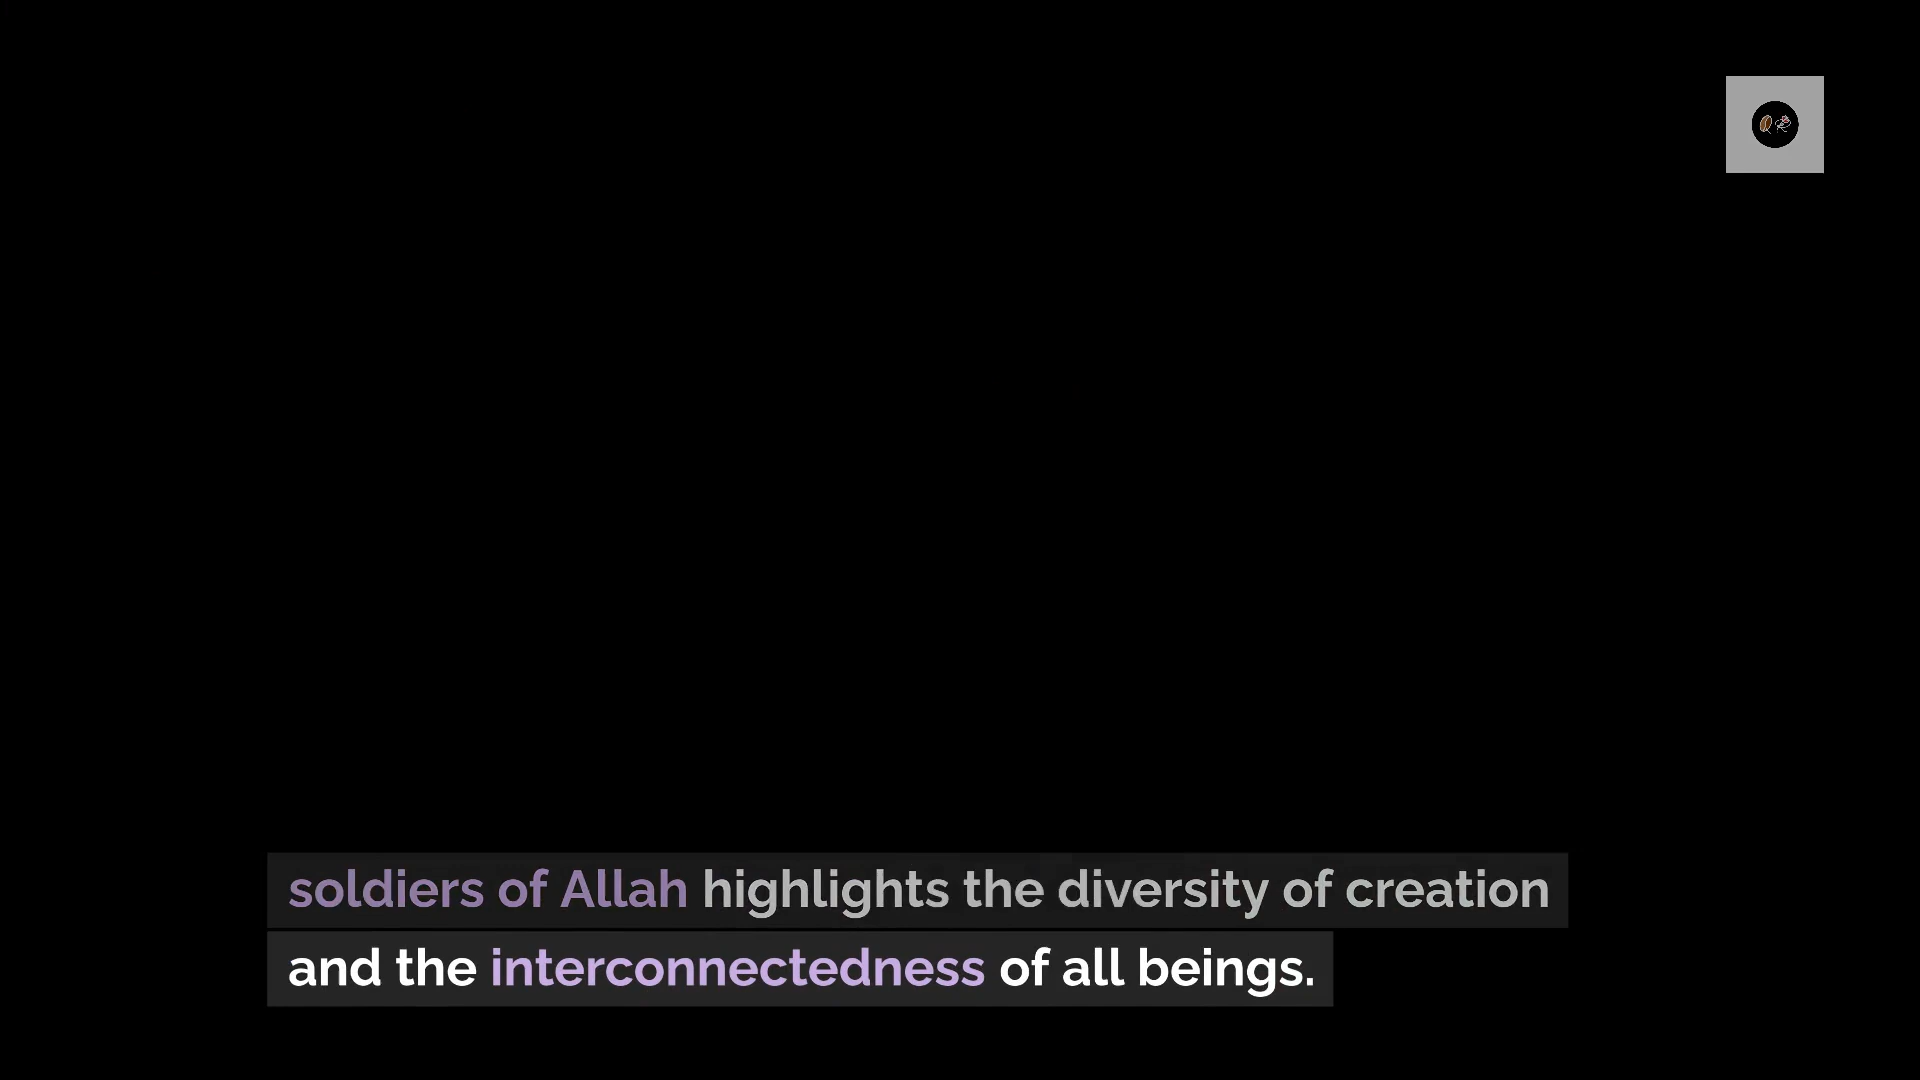 soldiers of Allah highlights the diversity of creation
and the interconnectedness of all beings.